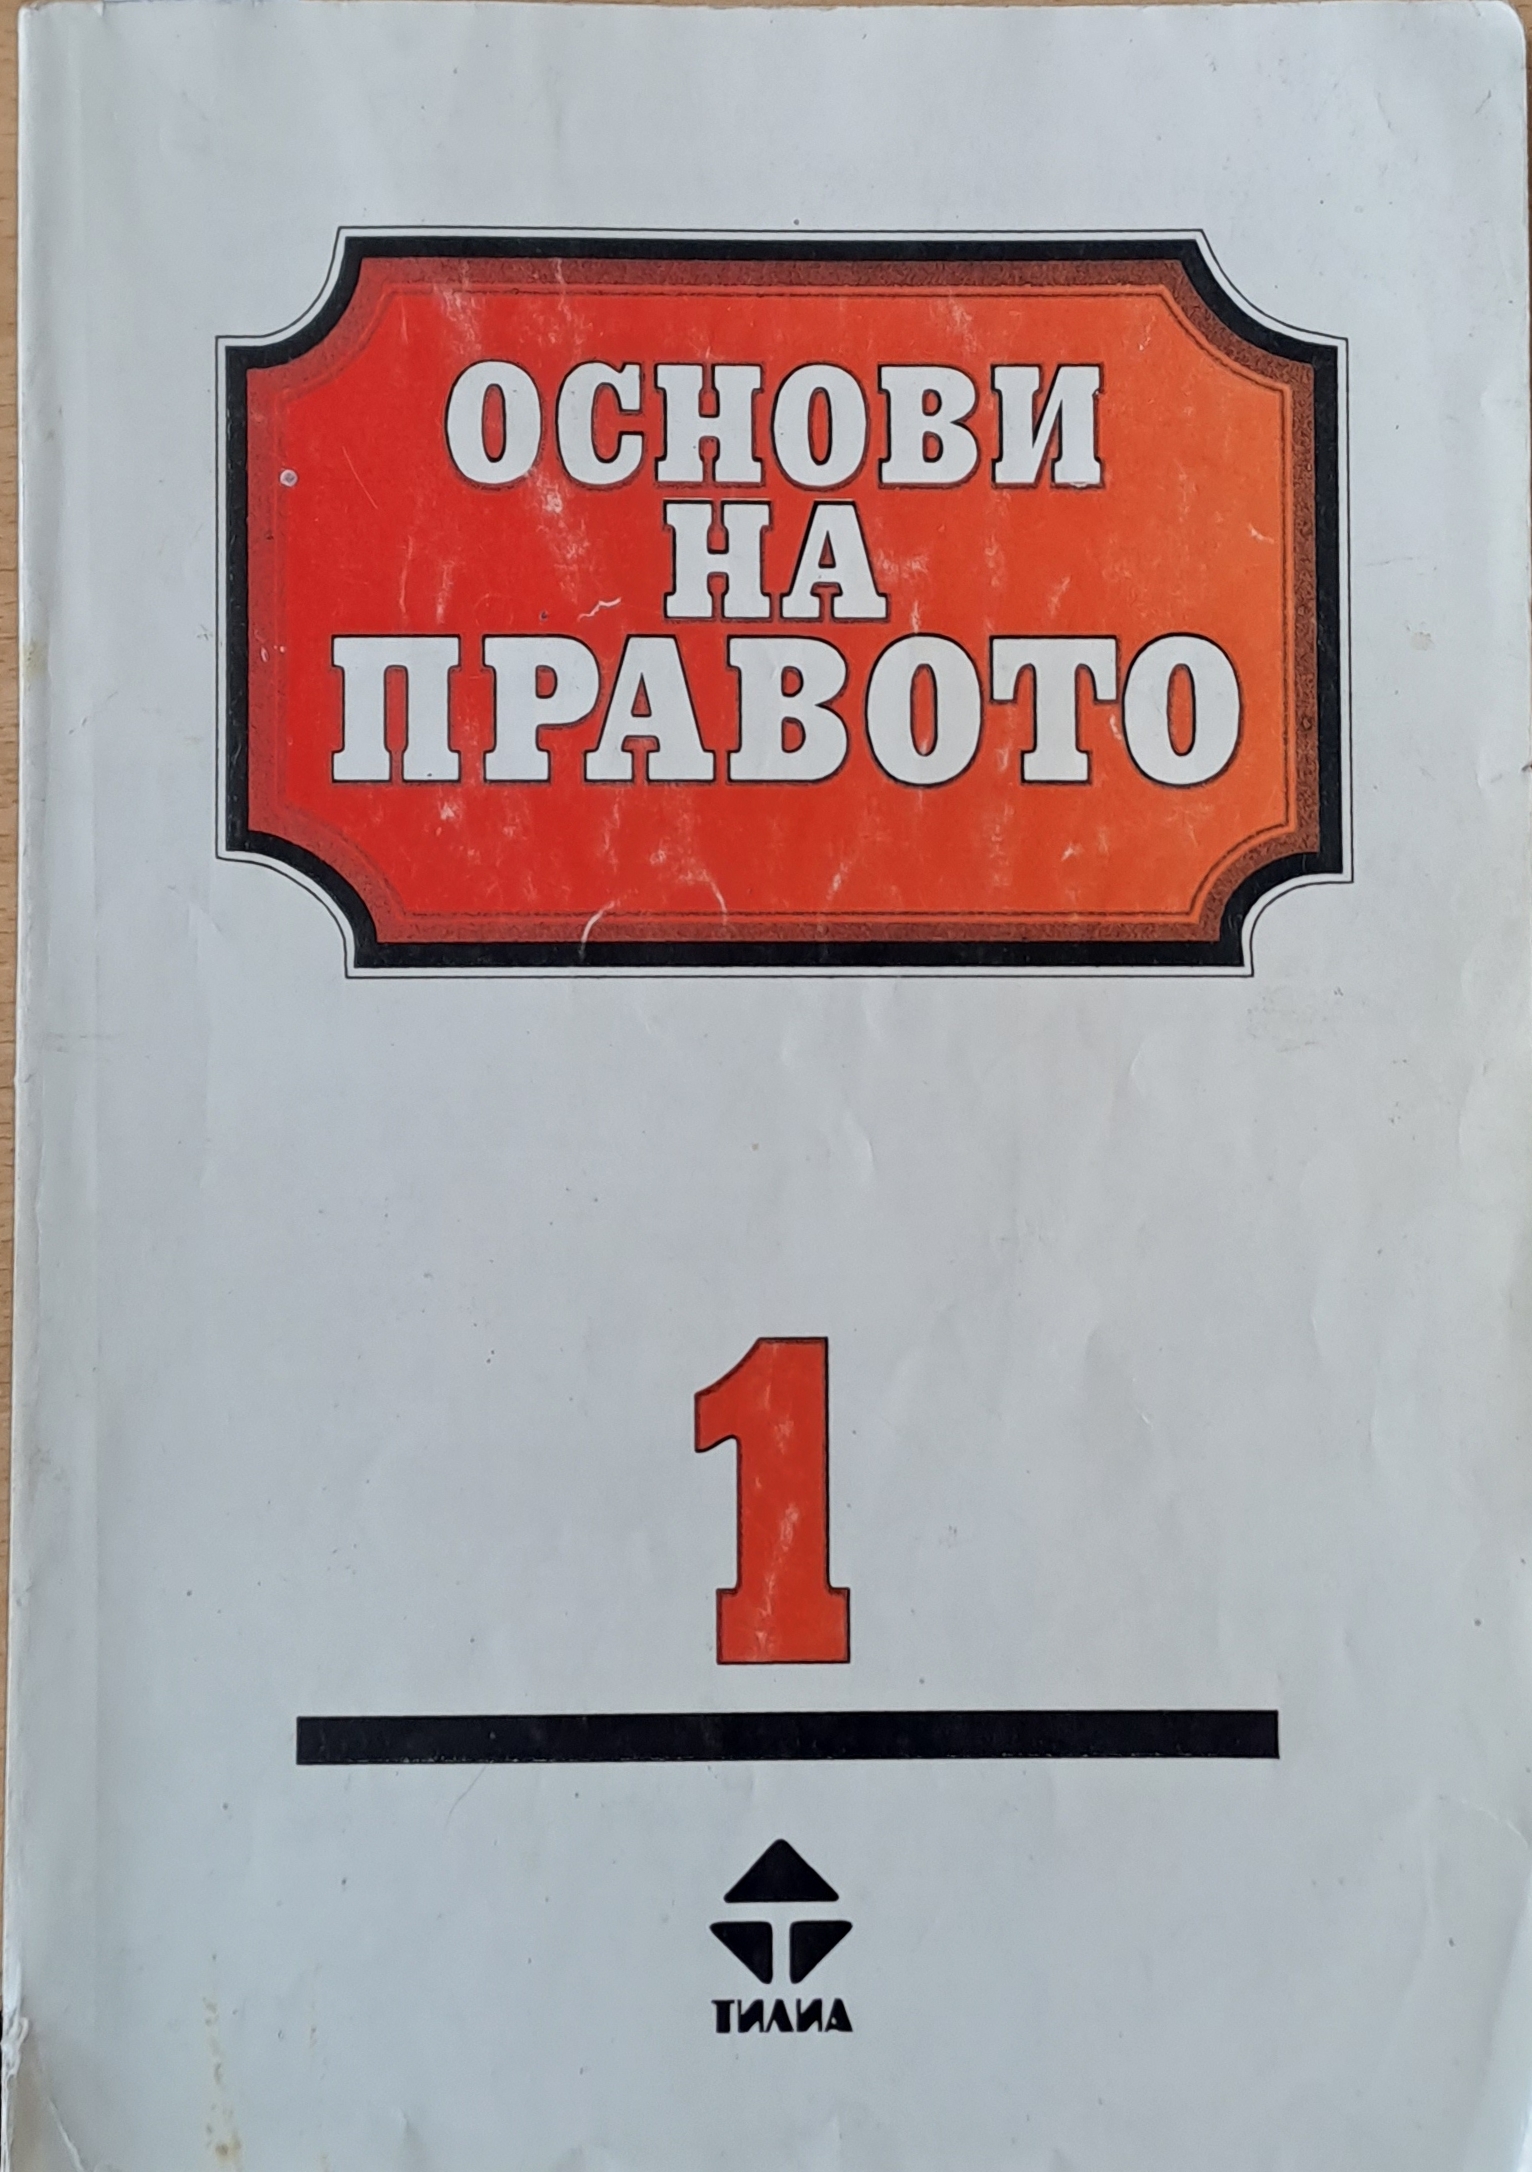 ОСНОВИ
НА
ПРАВОТО
1
ТИЛИА